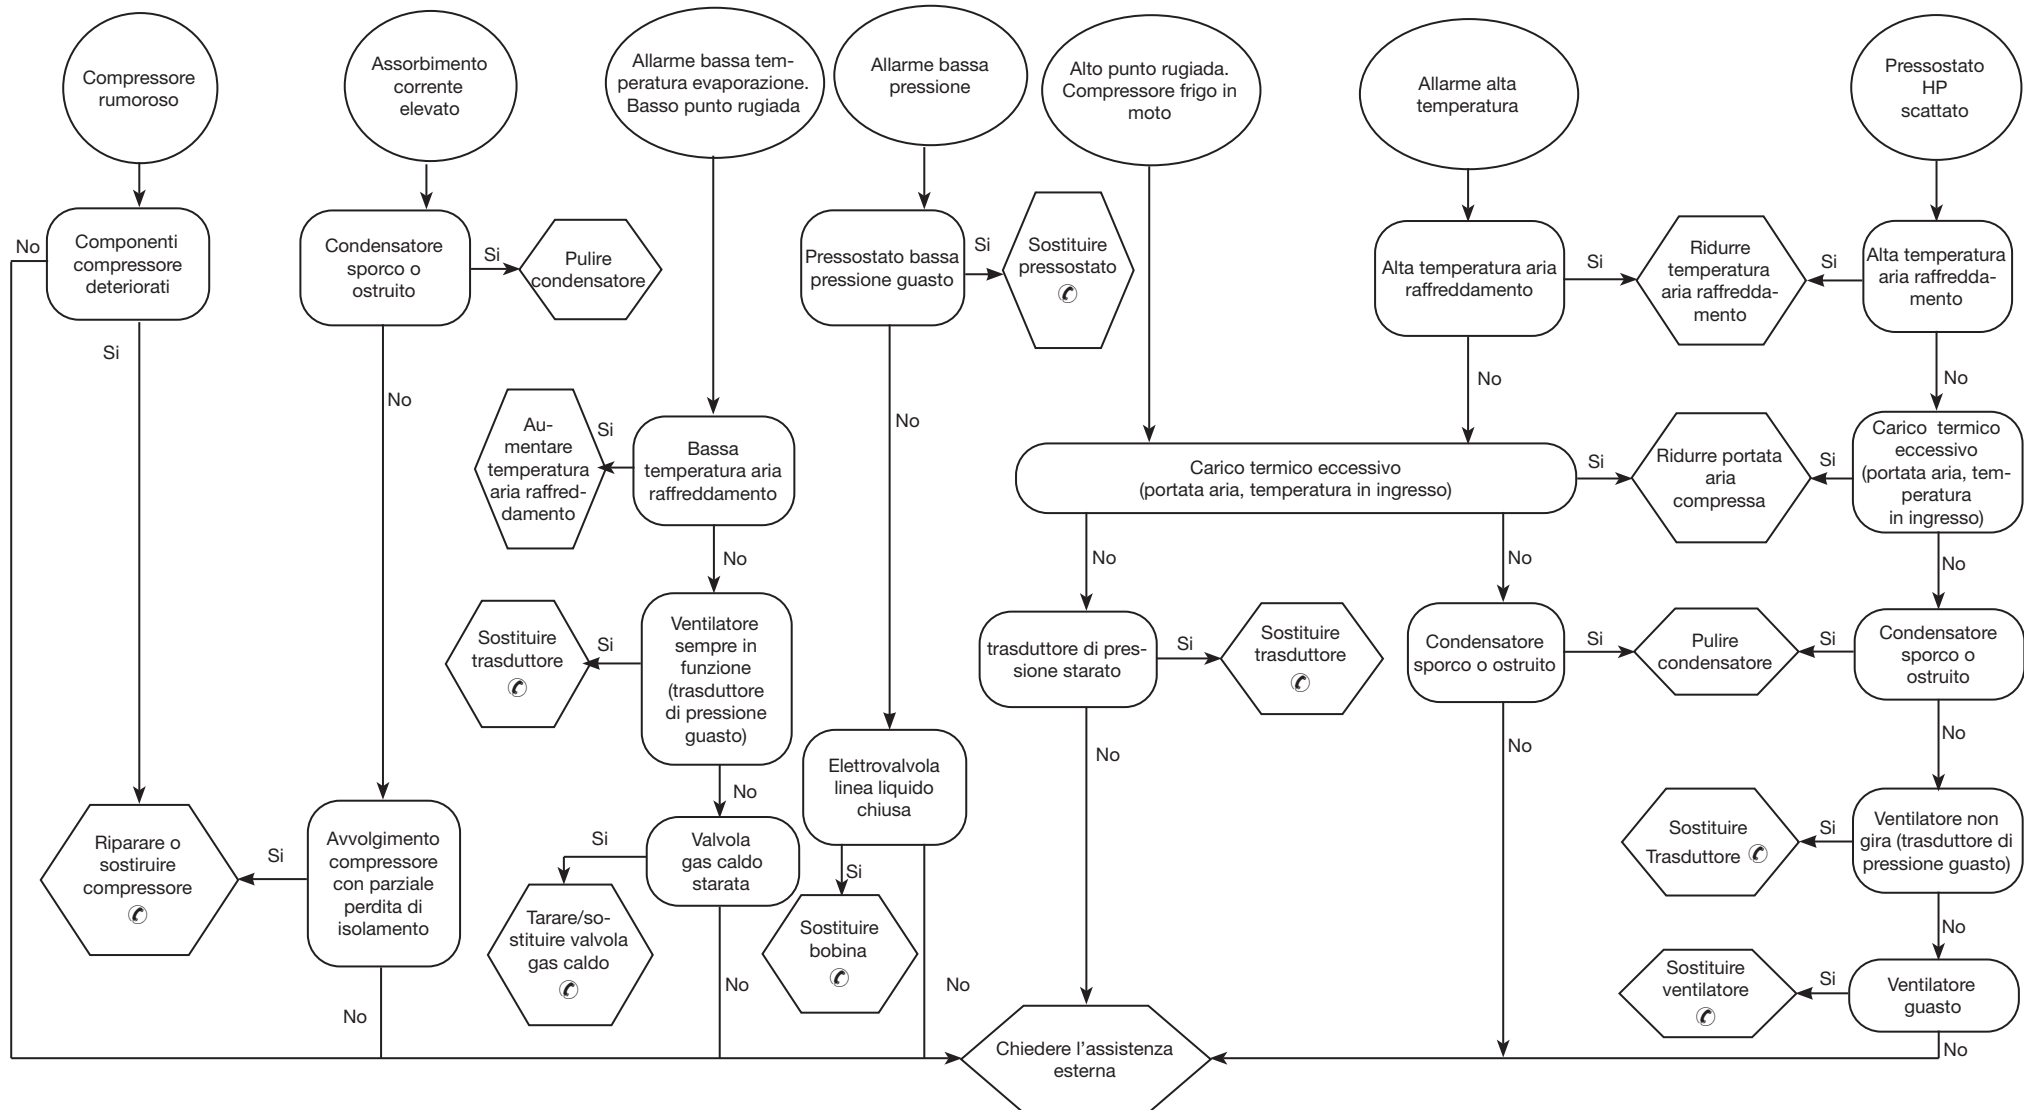 Compressore
rumoroso
Assorbimento
corrente
elevato
Allarme bassa tem-
peratura evaporazione.
Basso punto rugiada
Allarme bassa
pressione
Alto punto rugiada.
Compressore frigo in
moto
Allarme alta
temperatura
Pressostato
HP
scattato
No
Componenti
compressore
deteriorati
Si
Condensatore
sporco o
ostruito
Si
Pulire
condensatore
No
Pressostato bassa
pressione guasto
Si
Sostituire
pressostato
✆
No
Alta temperatura aria
raffreddamento
Si
Ridurre
temperatura
aria raffredda-
mento
Si
Alta temperatura
aria raffredda-
mento
No
No
Au-
mentare
temperatura
aria raffred-
damento
Si
Bassa
temperatura aria
raffreddamento
No
Carico termico eccessivo
(portata aria, temperatura in ingresso)
Si
Ridurre portata
aria
compressa
Si
Carico termico
eccessivo
(portata aria, tem-
peratura
in ingresso)
No
No
No
Sostituire
trasduttore
✆
Si
Ventilatore
sempre in
funzione
(trasduttore
di pressione
guasto)
No
trasduttore di pres-
sione starato
Si
Sostituire
trasduttore
✆
No
Condensatore
sporco o ostruito
Si
Pulire
condensatore
Si
Condensatore
sporco o
ostruito
No
No
Riparare o
sostiruire
compressore
✆
Si
Avvolgimento
compressore
con parziale
perdita di
isolamento
No
Si
Valvola
gas caldo
starata
Tarare/so-
stituire valvola
gas caldo
✆
No
Elettrovalvola
linea liquido
chiusa
Si
Sostituire
bobina
✆
No
Sostituire
Trasduttore ✆
Si
Ventilatore non
gira (trasduttore di
pressione guasto)
No
Sostituire
ventilatore
✆
Si
Ventilatore
guasto
No
Chiedere l'assistenza
esterna